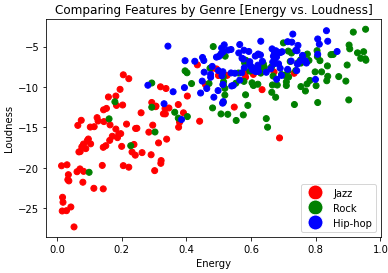 Comparing Features by Genre [Energy vs. Loudness]
Loudness
−5
−10
−15
−20
−25
Jazz
Rock
Hip-hop
0.0 0.2 0.4 0.6 0.8 1.0
Energy